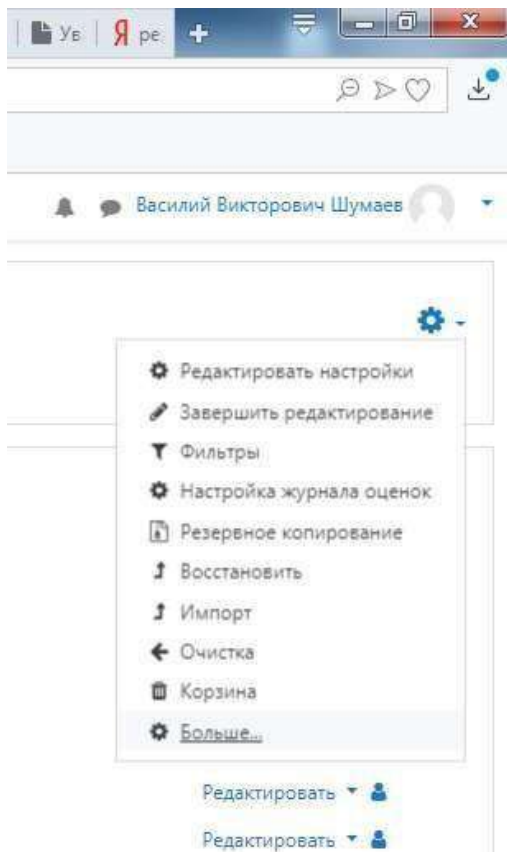 Ув Я ре
Василий Викторович Шумаев
Редактировать настройки
Завершить редактирование
Фильтры
Настройка журнала оценок
Резервное копирование
Восстановить
Импорт
Очистка
Корзина
Больше...
Редактировать
Редактировать